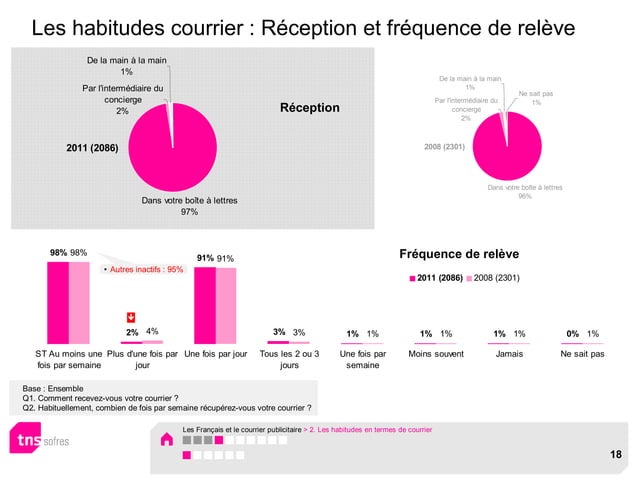 Les habitudes courrier : Réception et fréquence de relève
De la main à la main
1%
Par l'intermédiaire du
concierge
2%
Réception
2011 (2086)
Dans votre boîte à lettres
97%
De la main à la main
1%
Ne sait pas
1%
Par l'intermédiaire du
concierge
2%
2008 (2301)
Dans votre boîte à lettres
96%
Fréquence de relève
2011 (2086) 2008 (2301)
98% 98%
• Autres inactifs : 95%
2% 4%
91% 91%
3% 3%
1% 1%
1% 1%
1% 1%
0% 1%
ST Au moins une
fois par semaine
Plus d'une fois par
jour
Une fois par jour
Tous les 2 ou 3
jours
Une fois par
semaine
Moins souvent
Jamais
Ne sait pas
Base : Ensemble
Q1. Comment recevez-vous votre courrier ?
Q2. Habituellement, combien de fois par semaine récupérez-vous votre courrier ?
tns sofres
Les Français et le courrier publicitaire > 2. Les habitudes en termes de courrier
18